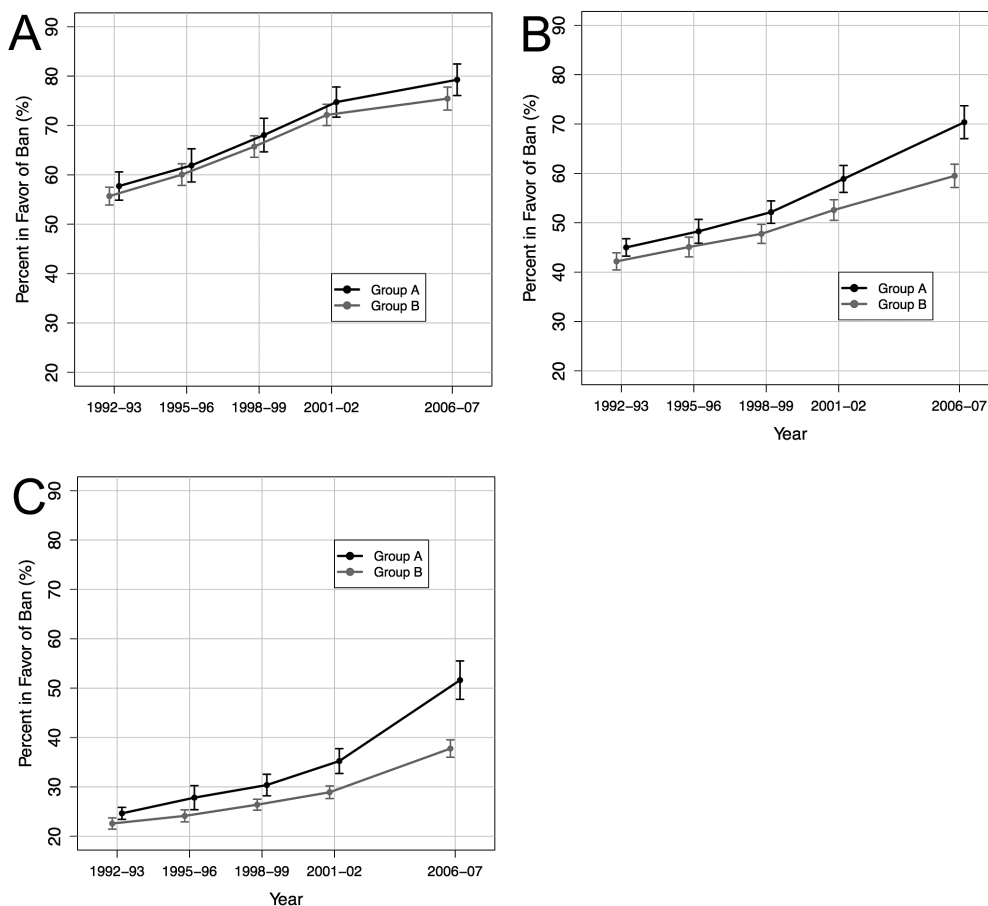 A
Percent in Favor of Ban (%)
90
80
70
60
50
40
30
20
Group A
Group B
1992–93 1995–96 1998–99 2001–02 2006–07
B
Percent in Favor of Ban (%)
90
80
70
60
50
40
30
20
Group A
Group B
1992–93 1995–96 1998–99 2001–02 2006–07
Year
C
Percent in Favor of Ban (%)
90
80
70
60
50
40
30
20
Group A
Group B
1992–93 1995–96 1998–99 2001–02 2006–07
Year